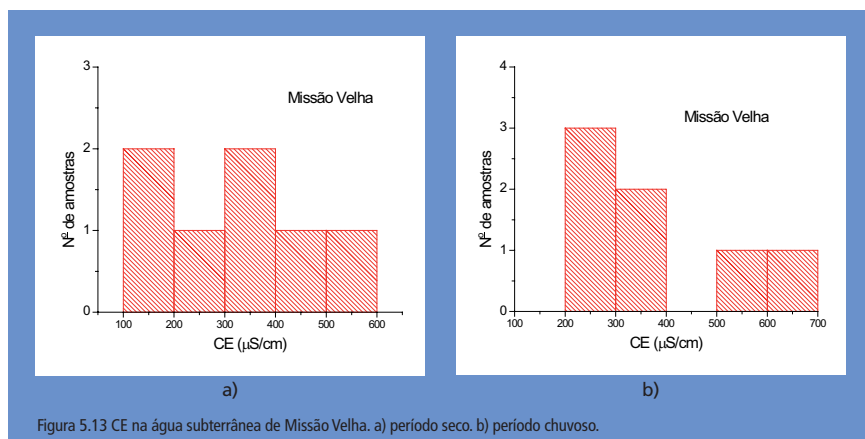 3
2
1
0
Nº de amostras
Missão Velha
100 200 300 400 500 600
CE (µS/cm)
a)
4
3
2
1
0
Nº de amostras
Missão Velha
100 200 300 400 500 600 700
CE (µS/cm)
b)
Figura 5.13 CE na água subterrânea de Missão Velha. a) período seco. b) período chuvoso.